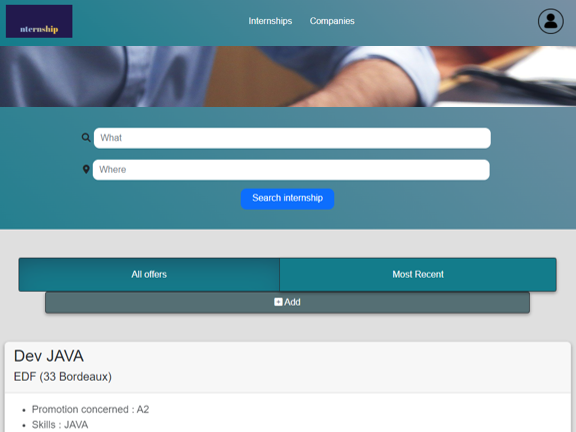 nternship
Internships Companies
What
Where
Search internship
All offers Most Recent
Add
Dev JAVA
EDF (33 Bordeaux)
Promotion concerned : A2
Skills : JAVA